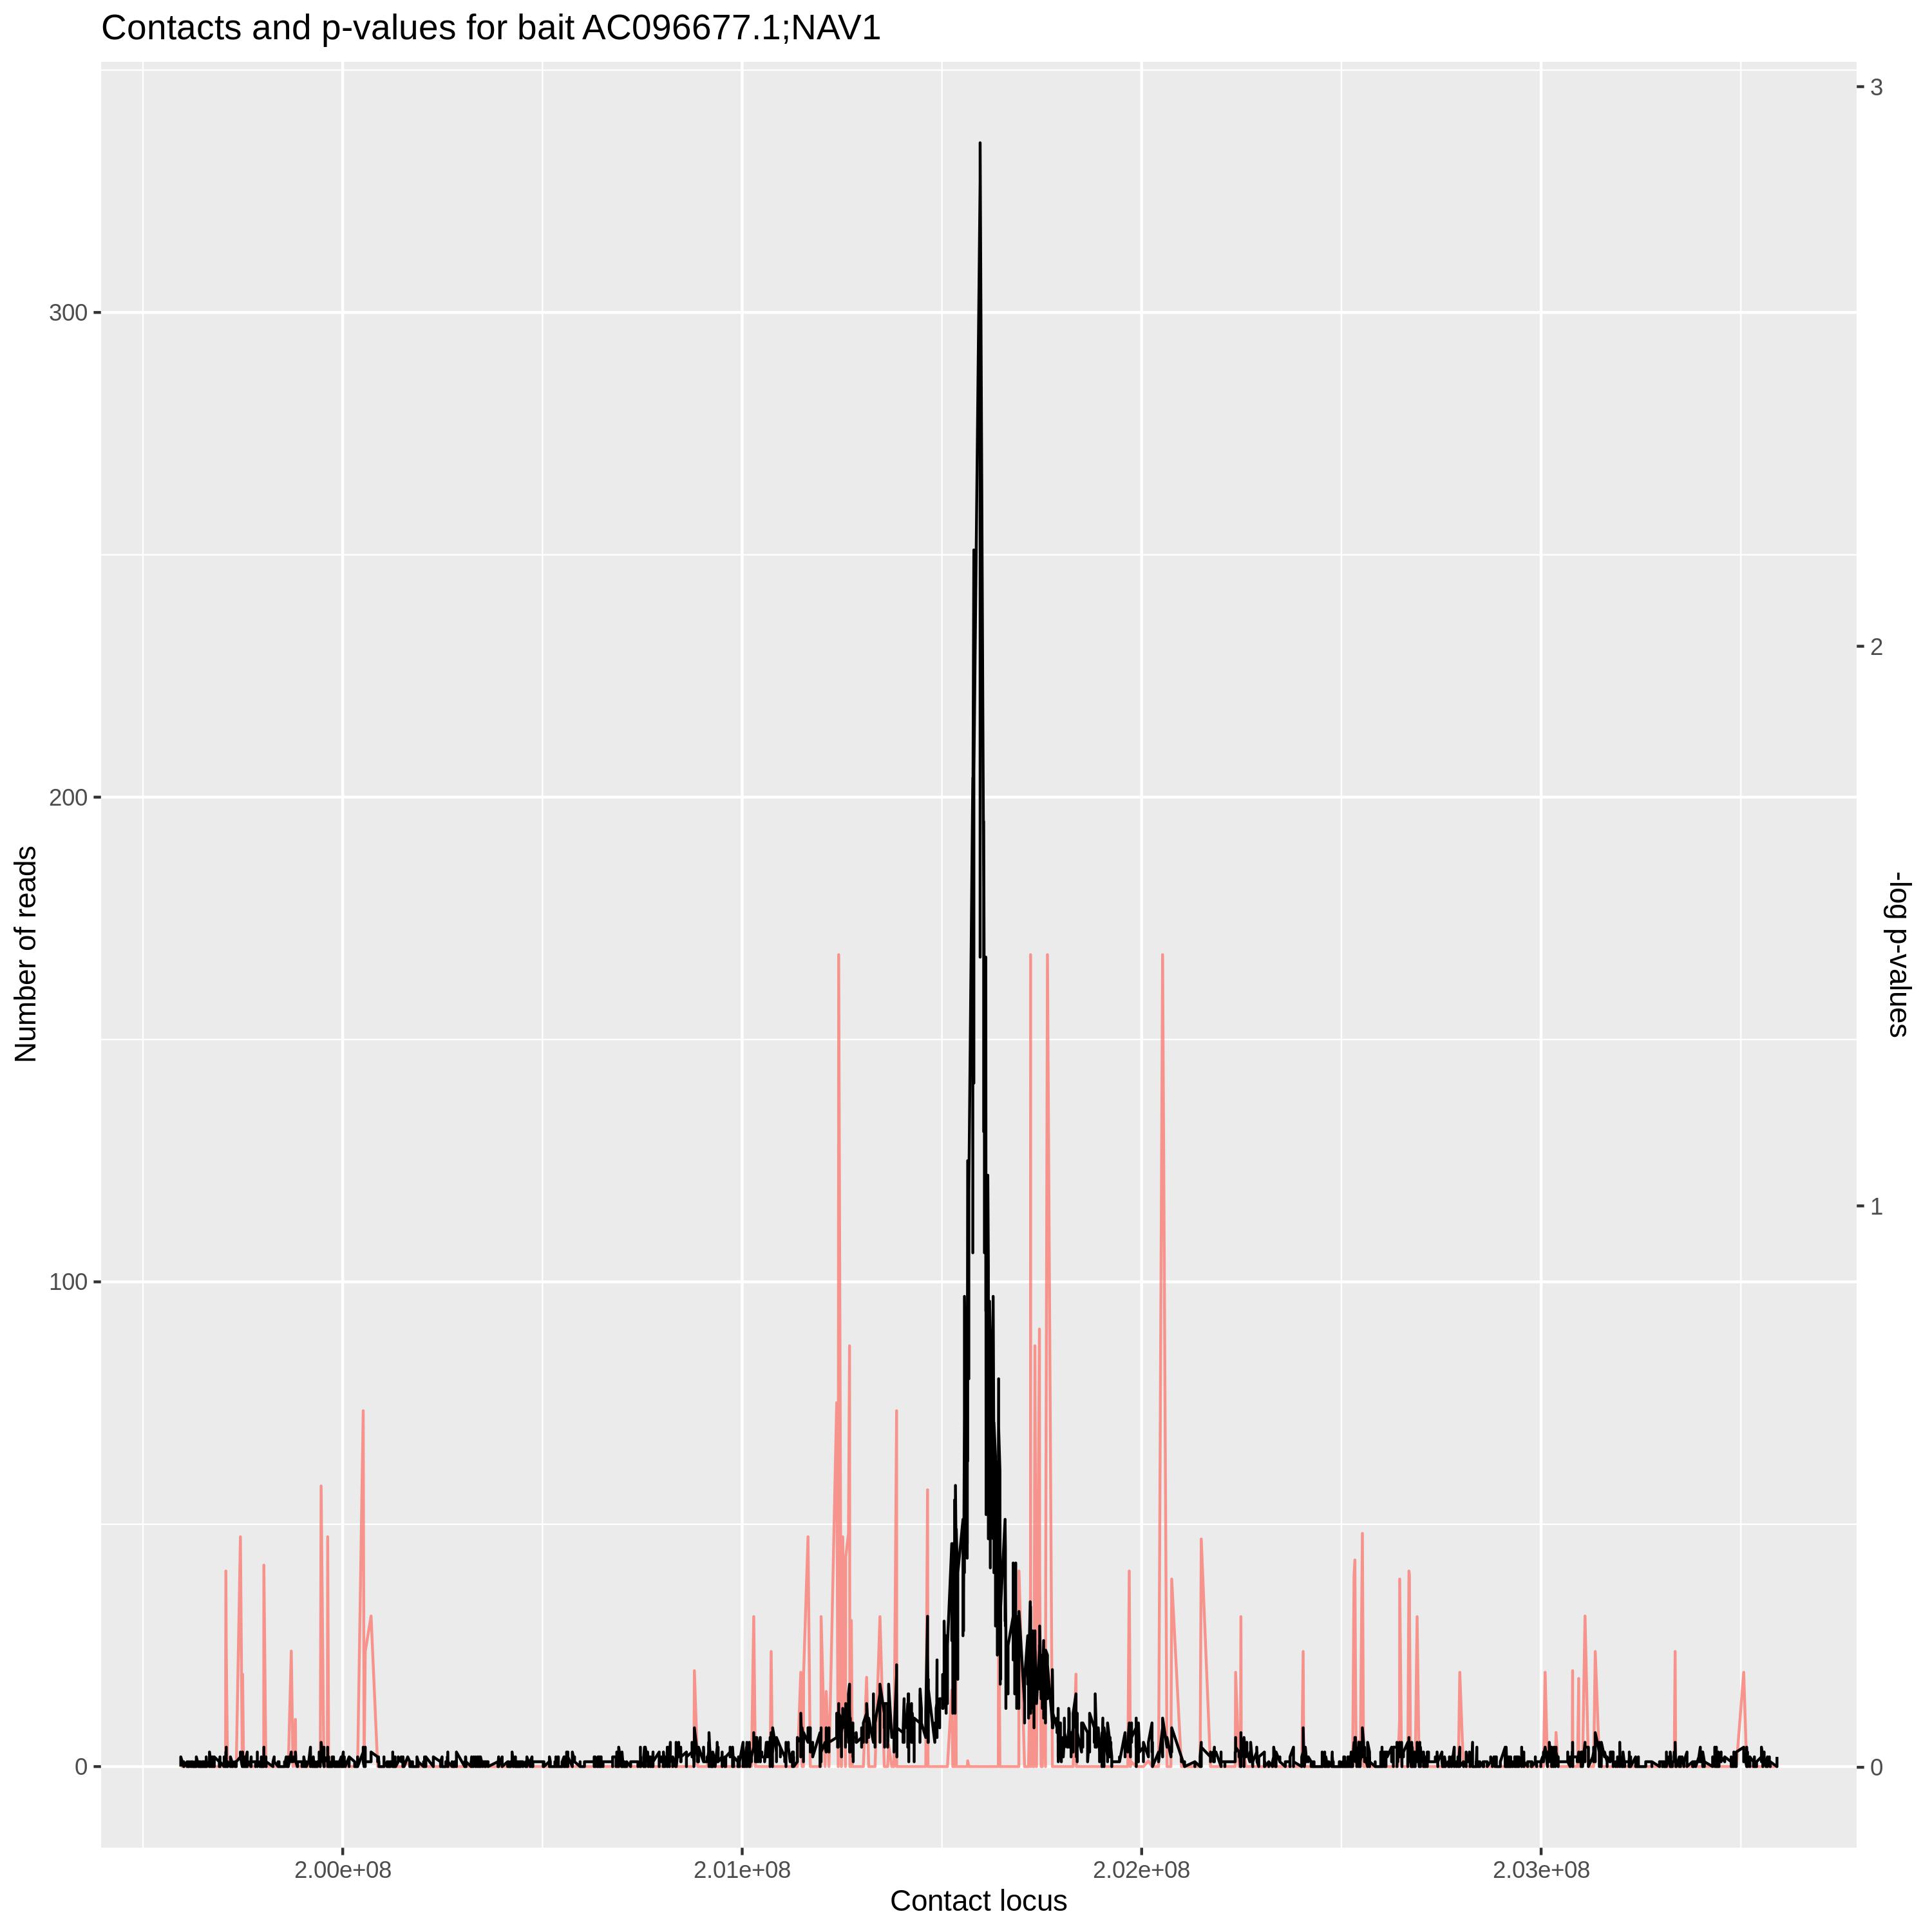 Contacts and p-values for bait AC096677.1;NAV1
Number of reads
300
200
100
0
3
2
1
0
-log p-values
2.00e+08 2.01e+08 2.02e+08 2.03e+08
Contact locus